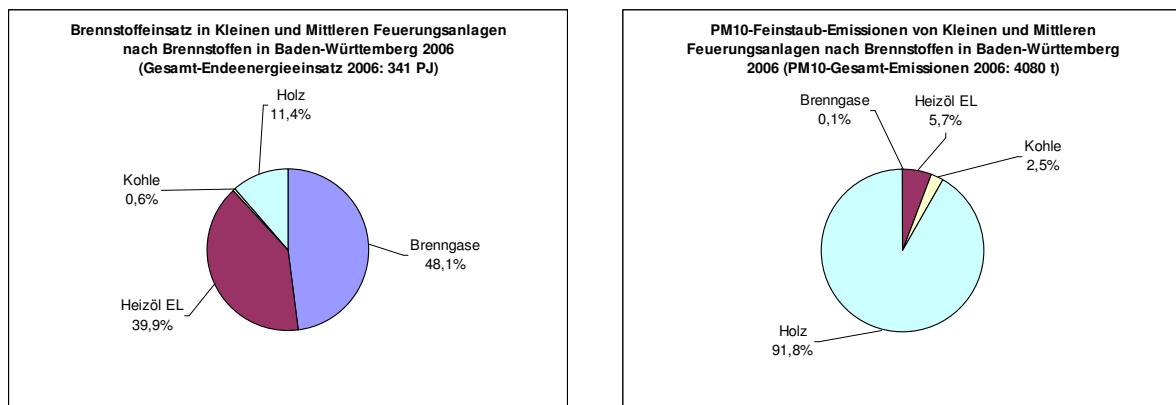 Brennstoffeinsatz in Kleinen und Mittleren Feuerungsanlagen
nach Brennstoffen in Baden-Württemberg 2006
(Gesamt-Endeenergieeinsatz 2006: 341 PJ)
Holz
11,4%
Kohle
0,6%
Brenngase
48,1%
Heizöl EL
39,9%
PM10-Feinstaub-Emissionen von Kleinen und Mittleren
Feuerungsanlagen nach Brennstoffen in Baden-Württemberg
2006 (PM10-Gesamt-Emissionen 2006: 4080 t)
Brenngase
0,1%
Heizöl EL
5,7%
Kohle
2,5%
Holz
91,8%